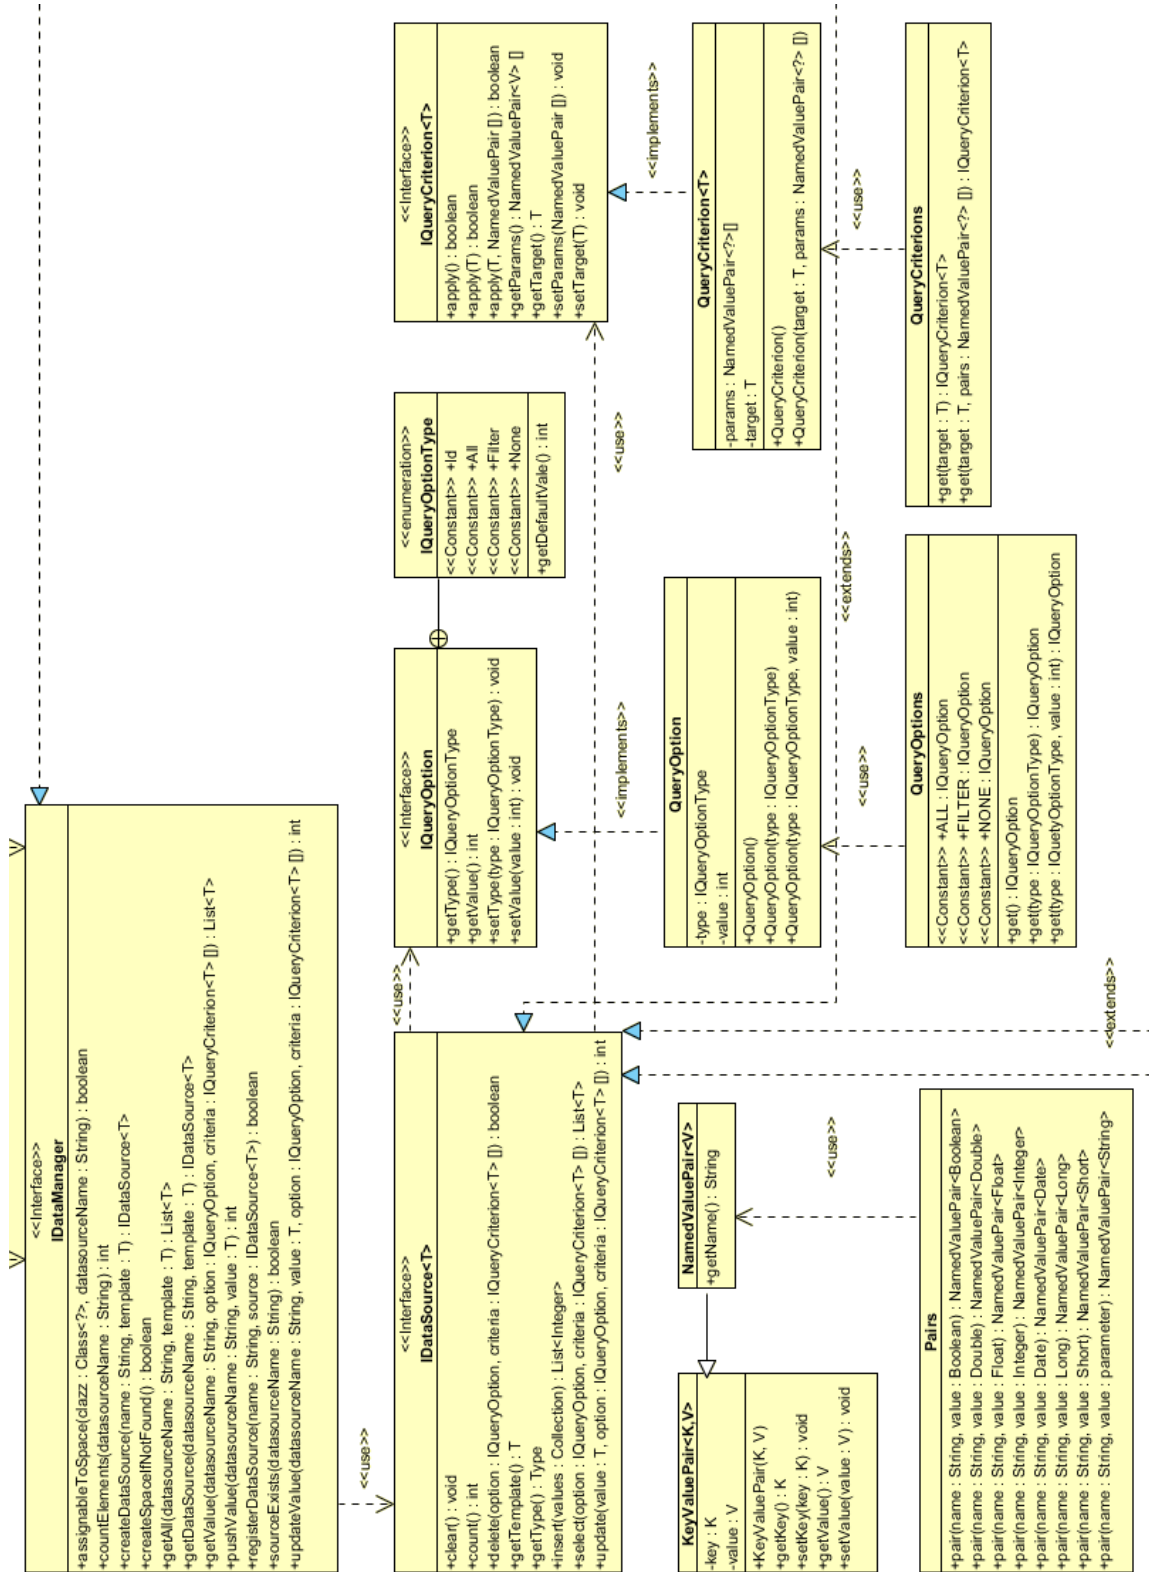 <<Interface>>
IDataManager
+assignableToSpace(clazz : Class<?>, datasourceName : String) : boolean
+countElements(datasourceName : String) : int
+createDataSource(name : String, template : T) : IDataSource<T>
+createSpaceIfNotFound() : boolean
+getAll(datasourceName : String, template : T) : List<T>
+getDataSource(datasourceName : String, template : T) : IDataSource<T>
+getValue(datasourceName : String, option : IQueryOption, criteria : IQueryCriterion<T> []) : List<T>
+pushValue(datasourceName : String, value : T) : int
+registerDataSource(name : String, source : IDataSource<T>) : boolean
+sourceExists(datasourceName : String) : boolean
+updateValue(datasourceName : String, value : T, option : IQueryOption, criteria : IQueryCriterion<T> []) : int
<<use>>
<<Interface>>
IDataSource<T>
+clear() : void
+count() : int
+delete(option : IQueryOption, criteria : IQueryCriterion<T> []) : boolean
+getTemplate() : T
+getType() : Type
+insert(values : Collection) : List<Integer>
+select(option : IQueryOption, criteria : IQueryCriterion<T> []) : List<T>
+update(value : T, option : IQueryOption, criteria : IQueryCriterion<T> []) : int
<<use>>
<<Interface>>
IQueryOption
+getType() : IQueryOptionType
+getValue() : int
+setType(type : IQueryOptionType) : void
+setValue(value : int) : void
<<enumeration>>
IQueryOptionType
<<Constant>> +Id
<<Constant>> +All
<<Constant>> +Filter
<<Constant>> +None
+getDefaultVale() : int
<<Interface>>
IQueryCriterion<T>
+apply() : boolean
+apply(T) : boolean
+apply(T, NamedValuePair []) : boolean
+getParams() : NamedValuePair<V> []
+getTarget() : T
+setParams(NamedValuePair []) : void
+setTarget(T) : void
<<use>>
<<implements>>
<<implements>>
KeyValuePair<K,V>
-key : K
-value : V
+KeyValuePair(K, V)
+getKey() : K
+setKey(key : K) : void
+getValue() : V
+setValue(value : V) : void
NamedValuePair<V>
+getName() : String
QueryOption
-type : IQueryOptionType
-value : int
+QueryOption()
+QueryOption(type : IQueryOptionType)
+QueryOption(type : IQueryOptionType, value : int)
QueryCriterion<T>
-params : NamedValuePair<?>[]
-target : T
+QueryCriterion()
+QueryCriterion(target : T, params : NamedValuePair<?> [])
<<use>>
<<extends>>
<<use>>
<<use>>
Pairs
+pair(name : String, value : Boolean) : NamedValuePair<Boolean>
+pair(name : String, value : Double) : NamedValuePair<Double>
+pair(name : String, value : Float) : NamedValuePair<Float>
+pair(name : String, value : Integer) : NamedValuePair<Integer>
+pair(name : String, value : Date) : NamedValuePair<Date>
+pair(name : String, value : Long) : NamedValuePair<Long>
+pair(name : String, value : Short) : NamedValuePair<Short>
+pair(name : String, value : parameter) : NamedValuePair<String>
<<extends>>
QueryOptions
<<Constant>> +ALL : IQueryOption
<<Constant>> +FILTER : IQueryOption
<<Constant>> +NONE : IQueryOption
+get() : IQueryOption
+get(type : IQueryOptionType) : IQueryOption
+get(type : IQuetyOptionType, value : int) : IQueryOption
QueryCriterions
+get(target : T) : IQueryCriterion<T>
+get(target : T, pairs : NamedValuePair<?> []) : IQueryCriterion<T>